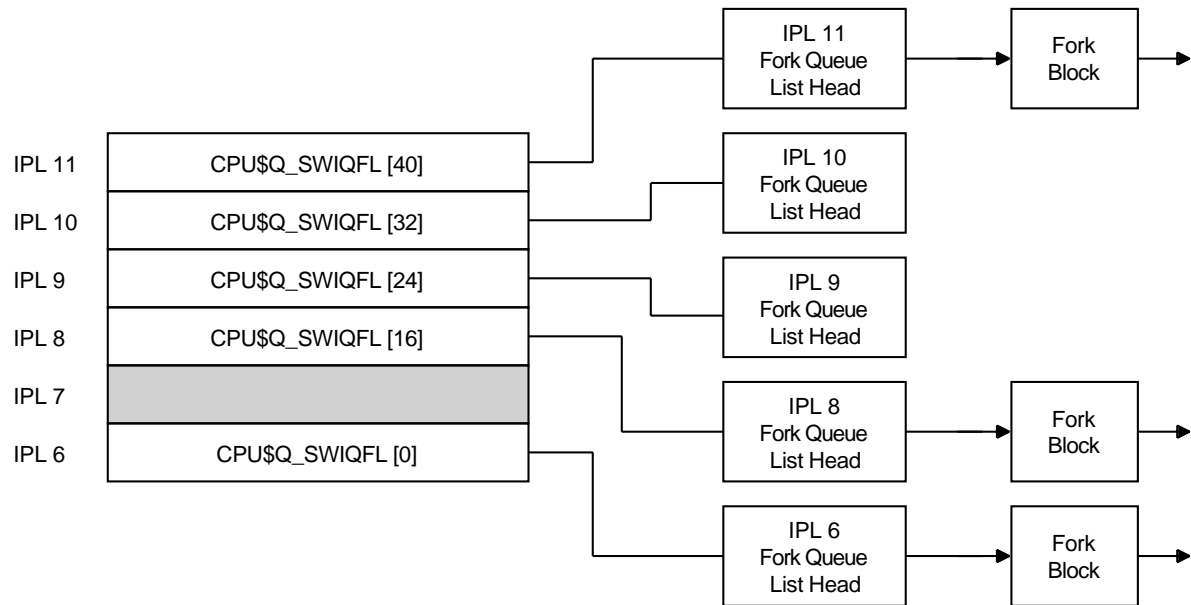 IPL 11
Fork Queue
List Head
Fork
Block
IPL 11
CPU$Q_SWIQFL [40]
IPL 10
Fork Queue
List Head
IPL 10
CPU$Q_SWIQFL [32]
IPL 9
CPU$Q_SWIQFL [24]
IPL 9
Fork Queue
List Head
IPL 8
CPU$Q_SWIQFL [16]
IPL 7
IPL 8
Fork Queue
List Head
Fork
Block
IPL 6
CPU$Q_SWIQFL [0]
IPL 6
Fork Queue
List Head
Fork
Block